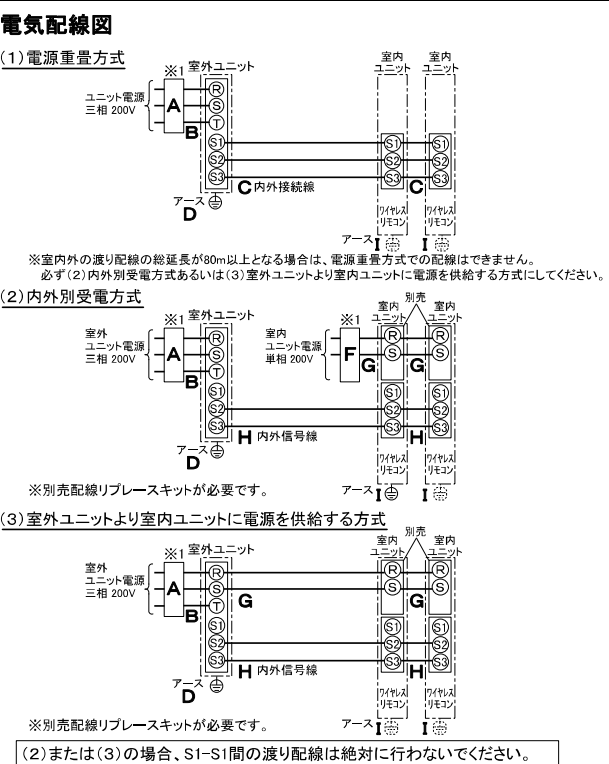 電気配線図
(1)電源重畳方式
※1 室外ユニット 室内ユニット 室内ユニット
ユニット電源
三相 200V
A
B
R
S
T
S1 S1 S1
S2 S2 S2
S3 S3 S3
C 内外接続線 C
アース
D
ワイヤレスリモコン ワイヤレスリモコン
アース I I
※室内外の渡り配線の総延長が80m以上となる場合は、電源重畳方式での配線はできません。
必ず(2)内外別受電方式あるいは(3)室外ユニットより室内ユニットに電源を供給する方式にしてください。
(2)内外別受電方式
別売
※1 室外ユニット ※1 室内ユニット 室内ユニット
室外
ユニット電源
三相 200V
A
B
室内
ユニット電源
単相 200V
F
G G
R R R
S S S
T
S1 S1 S1
S2 S2 S2
S3 S3 S3
H 内外信号線 H
アース
D
ワイヤレスリモコン ワイヤレスリモコン
※別売配線リプレースキットが必要です。
アース I I
(3)室外ユニットより室内ユニットに電源を供給する方式
別売
※1 室外ユニット 室内ユニット 室内ユニット
室外
ユニット電源
三相 200V
A
B
R R R
S S S
T
G G
S1 S1 S1
S2 S2 S2
S3 S3 S3
H 内外信号線 H
アース
D
ワイヤレスリモコン ワイヤレスリモコン
※別売配線リプレースキットが必要です。
アース I I
(2)または(3)の場合、S1-S1間の渡り配線は絶対に行わないでください。